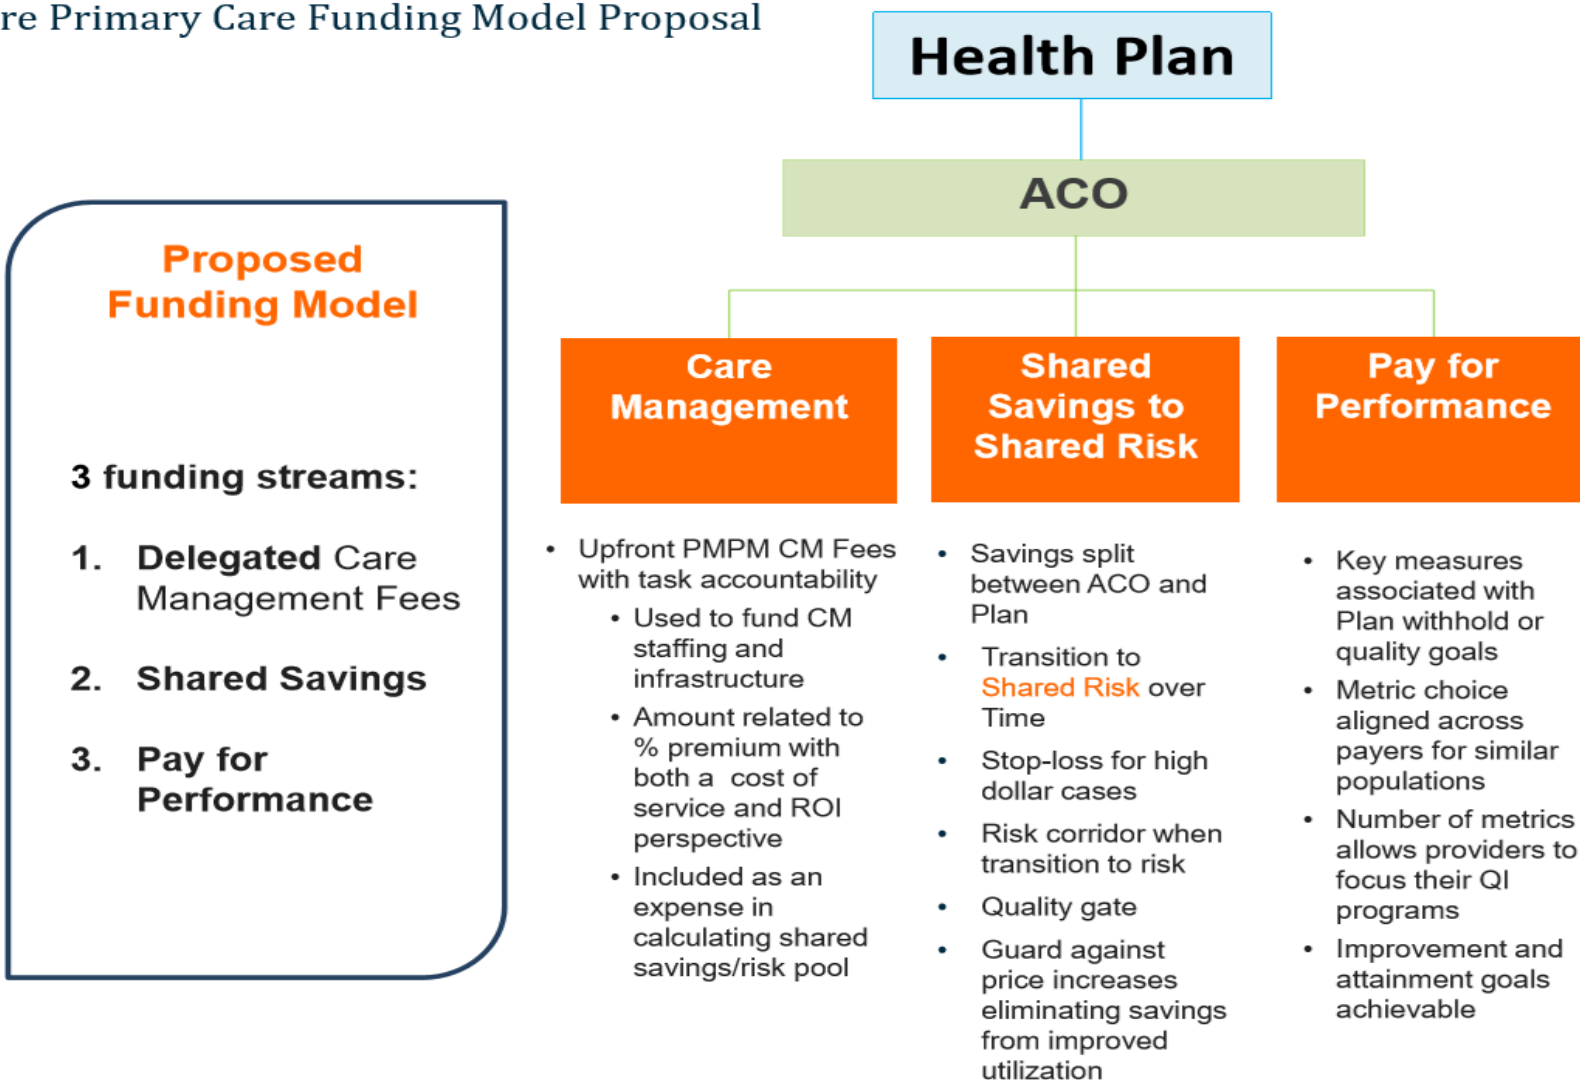 re Primary Care Funding Model Proposal
Health Plan
ACO
Proposed
Funding Model
3 funding streams:
1. Delegated Care
Management Fees
2. Shared Savings
3. Pay for
Performance
Care
Management
• Upfront PMPM CM Fees
with task accountability
• Used to fund CM
staffing and
infrastructure
• Amount related to
% premium with
both a cost of
service and ROI
perspective
• Included as an
expense in
calculating shared
savings/risk pool
Shared
Savings to
Shared Risk
• Savings split
between ACO and
Plan
• Transition to
Shared Risk over
Time
• Stop-loss for high
dollar cases
• Risk corridor when
transition to risk
• Quality gate
• Guard against
price increases
eliminating savings
from improved
utilization
Pay for
Performance
• Key measures
associated with
Plan withhold or
quality goals
• Metric choice
aligned across
payers for similar
populations
• Number of metrics
allows providers to
focus their QI
programs
• Improvement and
attainment goals
achievable